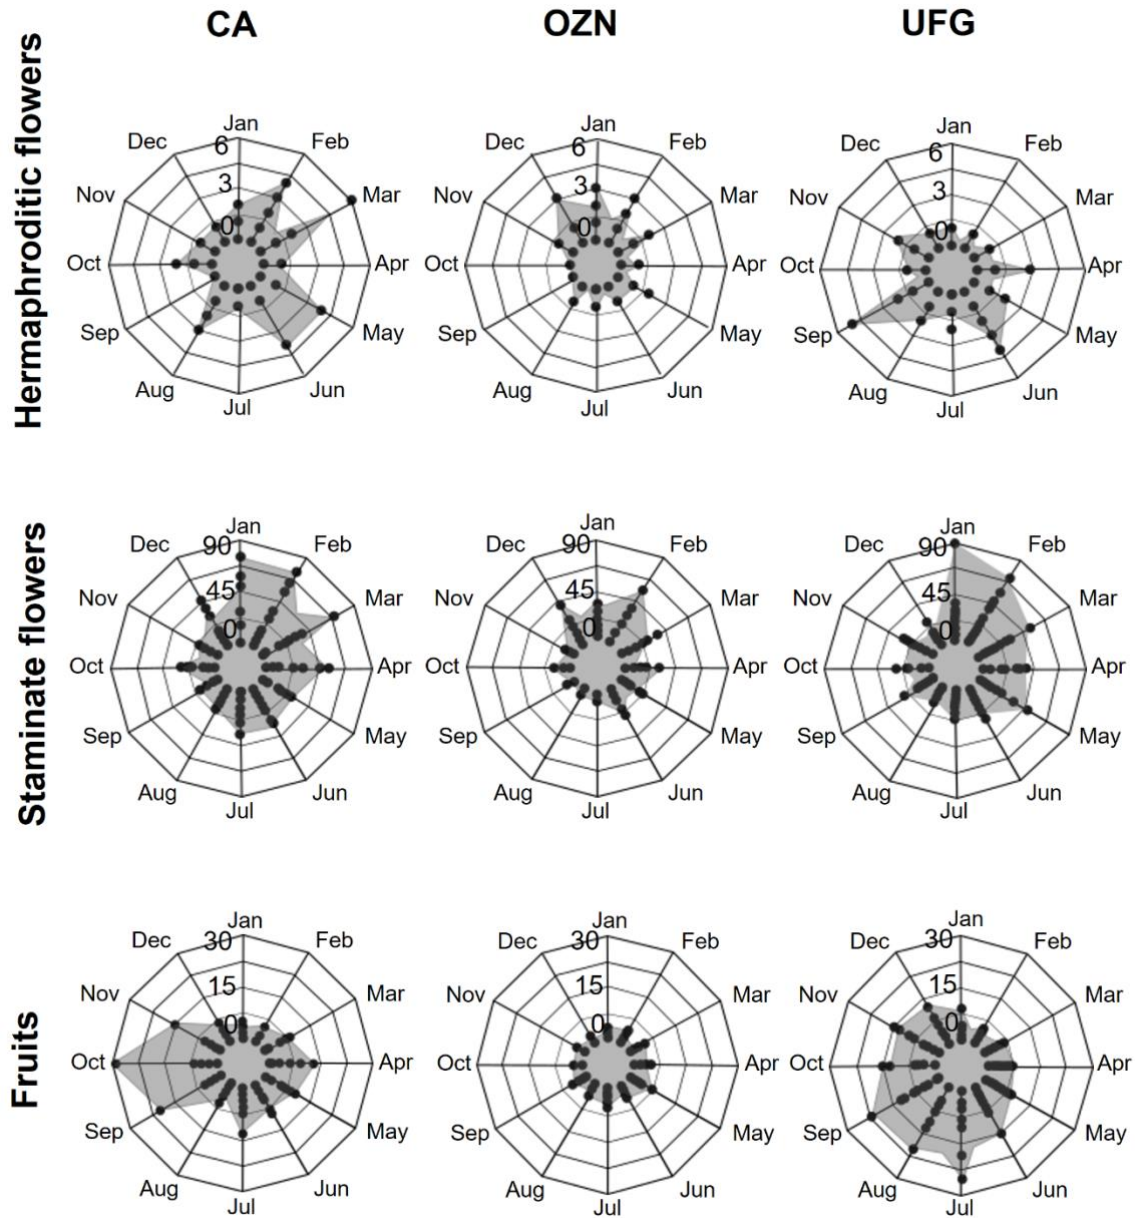 CA OZN UFG
Hermaphroditic flowers
Jan Feb Mar Apr May Jun Jul Aug Sep Oct Nov Dec
6 3 0
Jan Feb Mar Apr May Jun Jul Aug Sep Oct Nov Dec
6 3 0
Jan Feb Mar Apr May Jun Jul Aug Sep Oct Nov Dec
6 3 0
Staminate flowers
Jan Feb Mar Apr May Jun Jul Aug Sep Oct Nov Dec
90 45 0
Jan Feb Mar Apr May Jun Jul Aug Sep Oct Nov Dec
90 45 0
Jan Feb Mar Apr May Jun Jul Aug Sep Oct Nov Dec
90 45 0
Fruits
Jan Feb Mar Apr May Jun Jul Aug Sep Oct Nov Dec
30 15 0
Jan Feb Mar Apr May Jun Jul Aug Sep Oct Nov Dec
30 15 0
Jan Feb Mar Apr May Jun Jul Aug Sep Oct Nov Dec
30 15 0